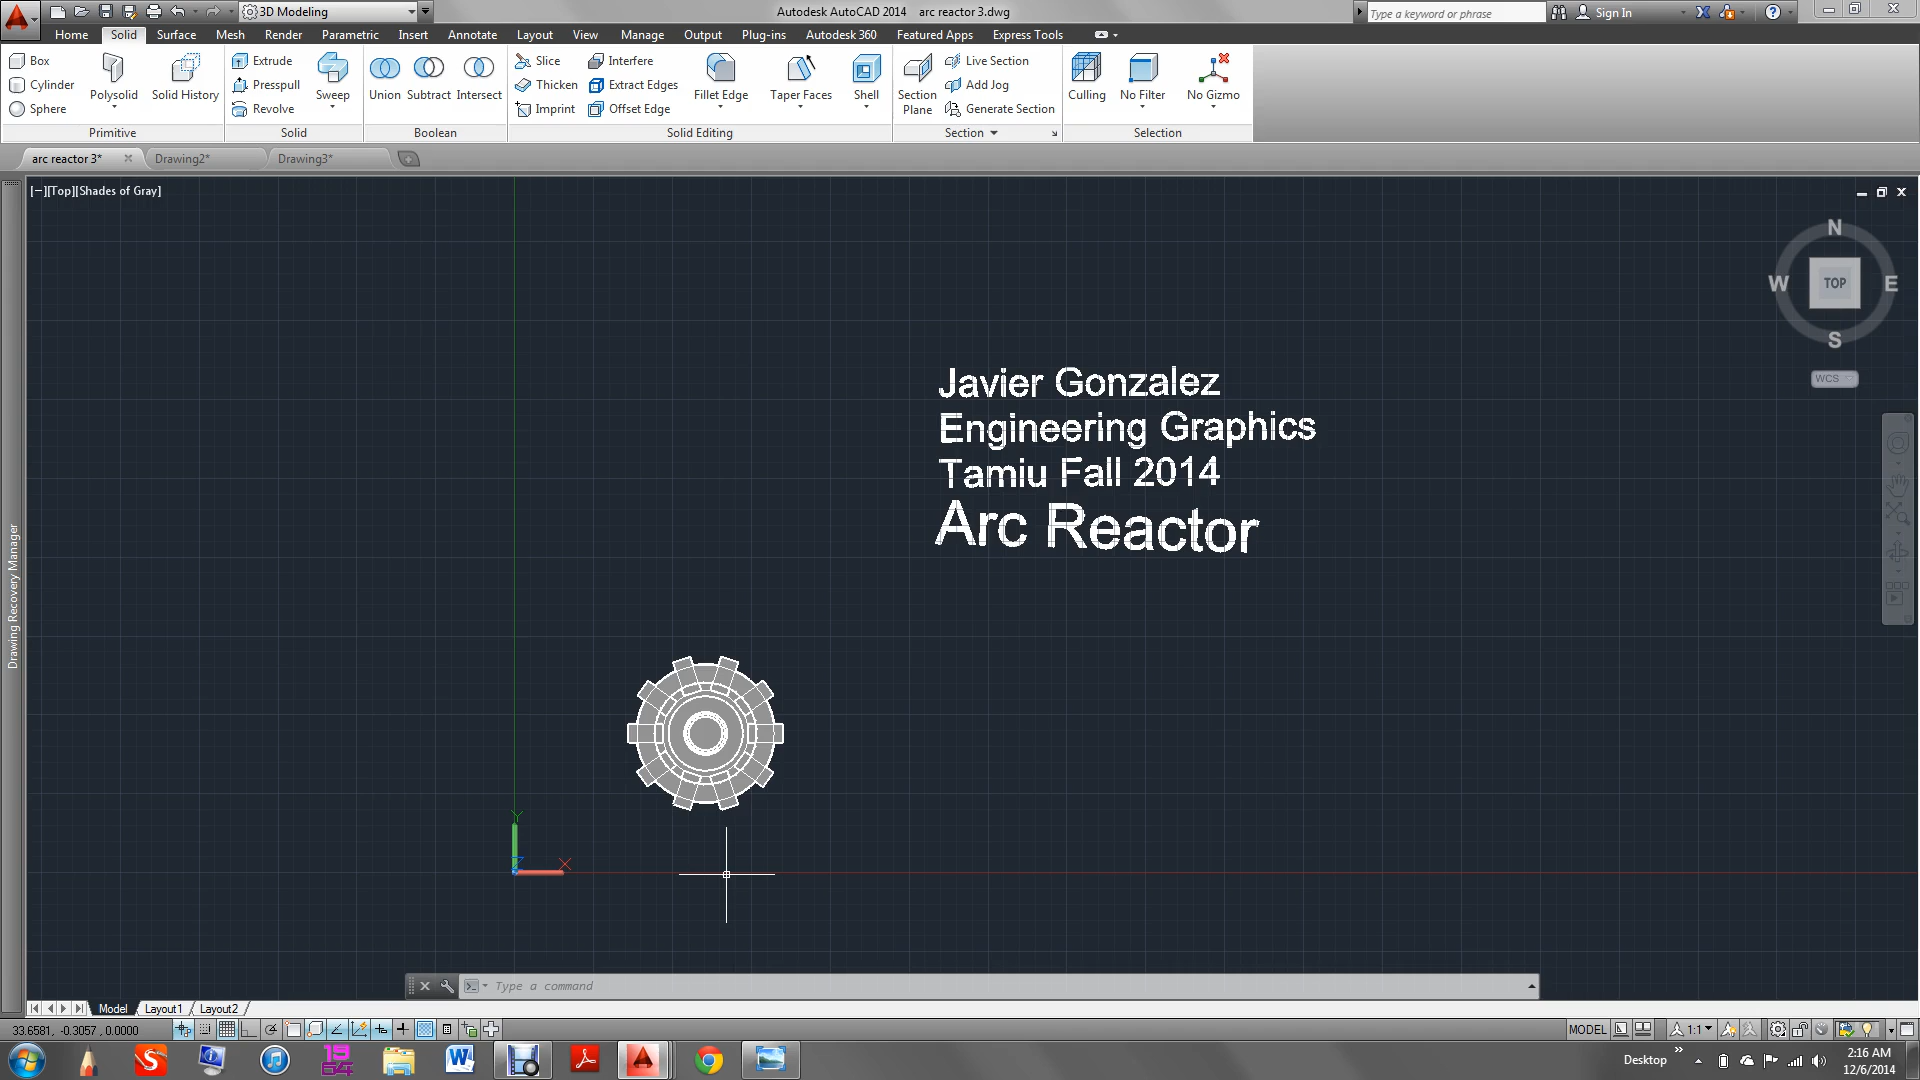 3D Modeling
Autodesk AutoCAD 2014 arc reactor 3.dwg
Type a keyword or phrase
Sign In
Home Solid Surface Mesh Render Parametric Insert Annotate Layout View Manage Output Plug-ins Autodesk 360 Featured Apps Express Tools
Box
Cylinder
Sphere
Polysolid
Solid History
Primitive
Extrude
Presspull
Revolve
Sweep
Solid
Union Subtract Intersect
Boolean
Slice
Thicken
Imprint
Interfere
Extract Edges
Offset Edge
Fillet Edge
Taper Faces
Shell
Solid Editing
Section
Plane
Live Section
Add Jog
Generate Section
Section
Culling
No Filter
No Gizmo
Selection
arc reactor 3*
Drawing2*
Drawing3*
[−][Top][Shades of Gray]
N
W
TOP
E
S
WCS
Javier Gonzalez
Engineering Graphics
Tamiu Fall 2014
Arc Reactor
Drawing Recovery Manager
Y
Z
X
Type a command
Model Layout1 Layout2
33.6581, -0.3057, 0.0000
MODEL
1:1
Desktop
2:16 AM
12/6/2014